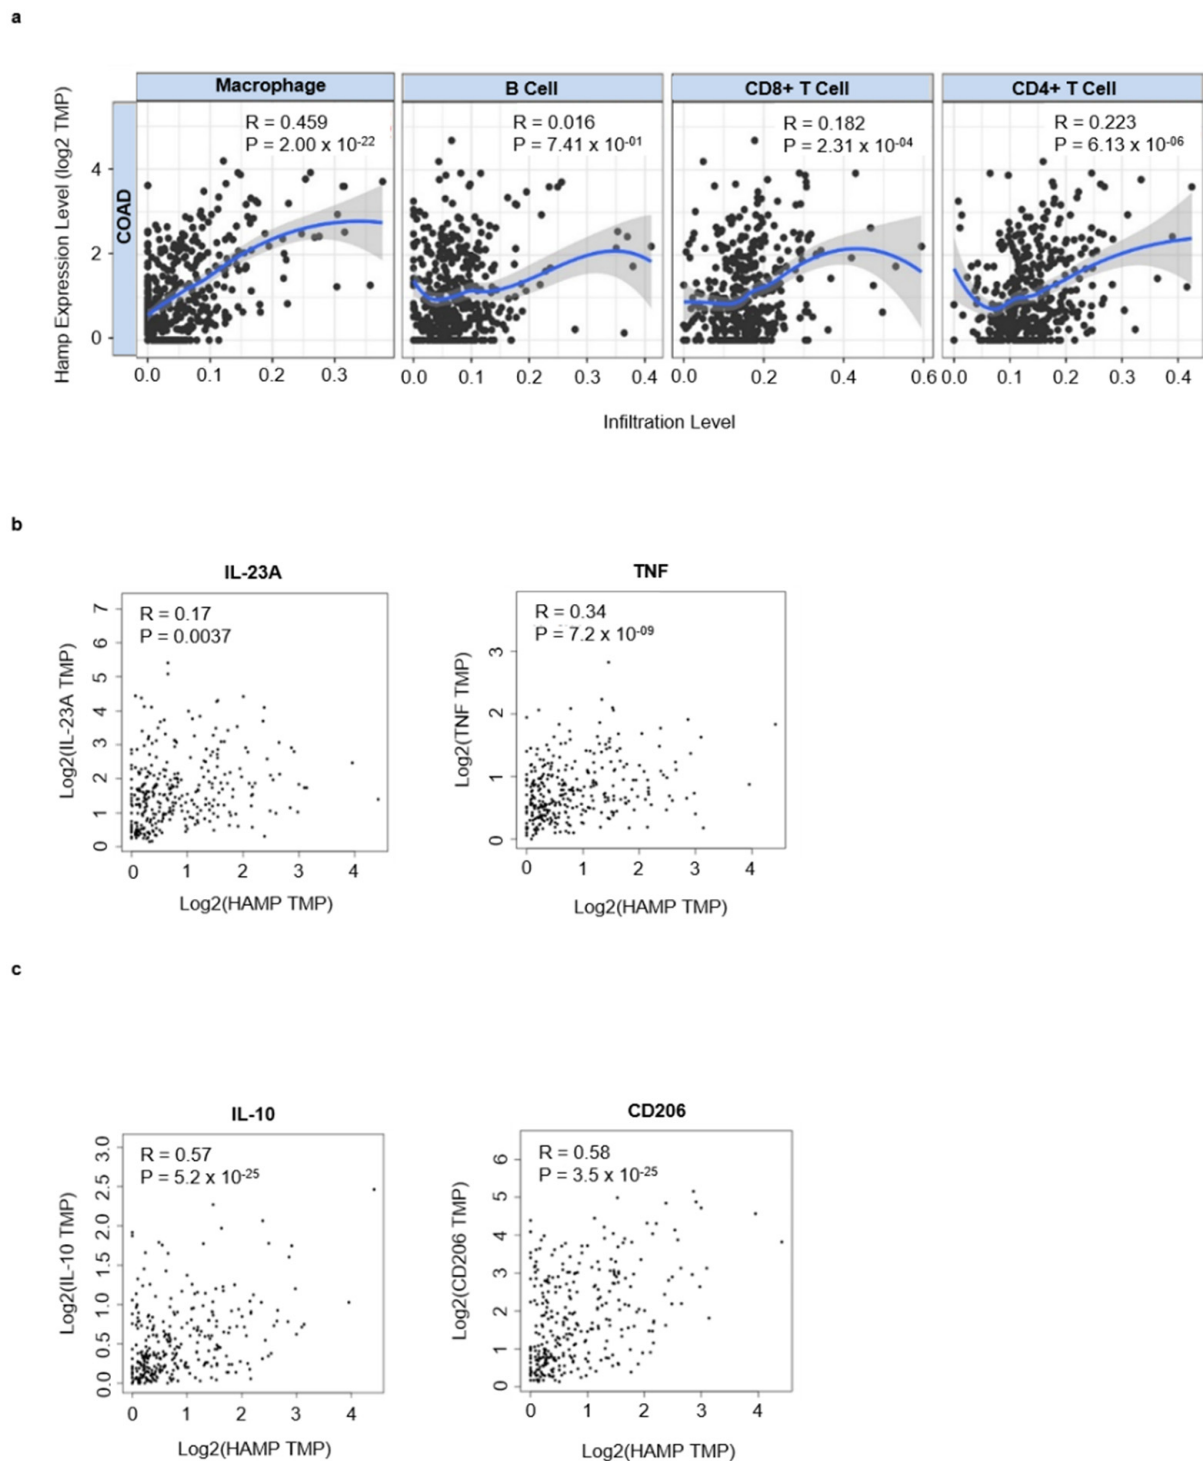 a
Macrophage
B Cell
CD8+ T Cell
CD4+ T Cell
COAD
Hamp Expression Level (log2 TMP)
R = 0.459
P = 2.00 x 10-22
R = 0.016
P = 7.41 x 10-01
R = 0.182
P = 2.31 x 10-04
R = 0.223
P = 6.13 x 10-06
4
2
0
0.0 0.1 0.2 0.3
0.0 0.1 0.2 0.3 0.4
0.0 0.2 0.4 0.6
0.0 0.1 0.2 0.3 0.4
Infiltration Level
b
IL-23A
R = 0.17
P = 0.0037
Log2(IL-23A TMP)
7
6
5
4
3
2
1
0
0 1 2 3 4
Log2(HAMP TMP)
TNF
R = 0.34
P = 7.2 x 10-09
Log2(TNF TMP)
3
2
1
0
0 1 2 3 4
Log2(HAMP TMP)
c
IL-10
R = 0.57
P = 5.2 x 10-25
Log2(IL-10 TMP)
3.0
2.5
2.0
1.5
1.0
0.5
0.0
0 1 2 3 4
Log2(HAMP TMP)
CD206
R = 0.58
P = 3.5 x 10-25
Log2(CD206 TMP)
6
5
4
3
2
1
0
0 1 2 3 4
Log2(HAMP TMP)